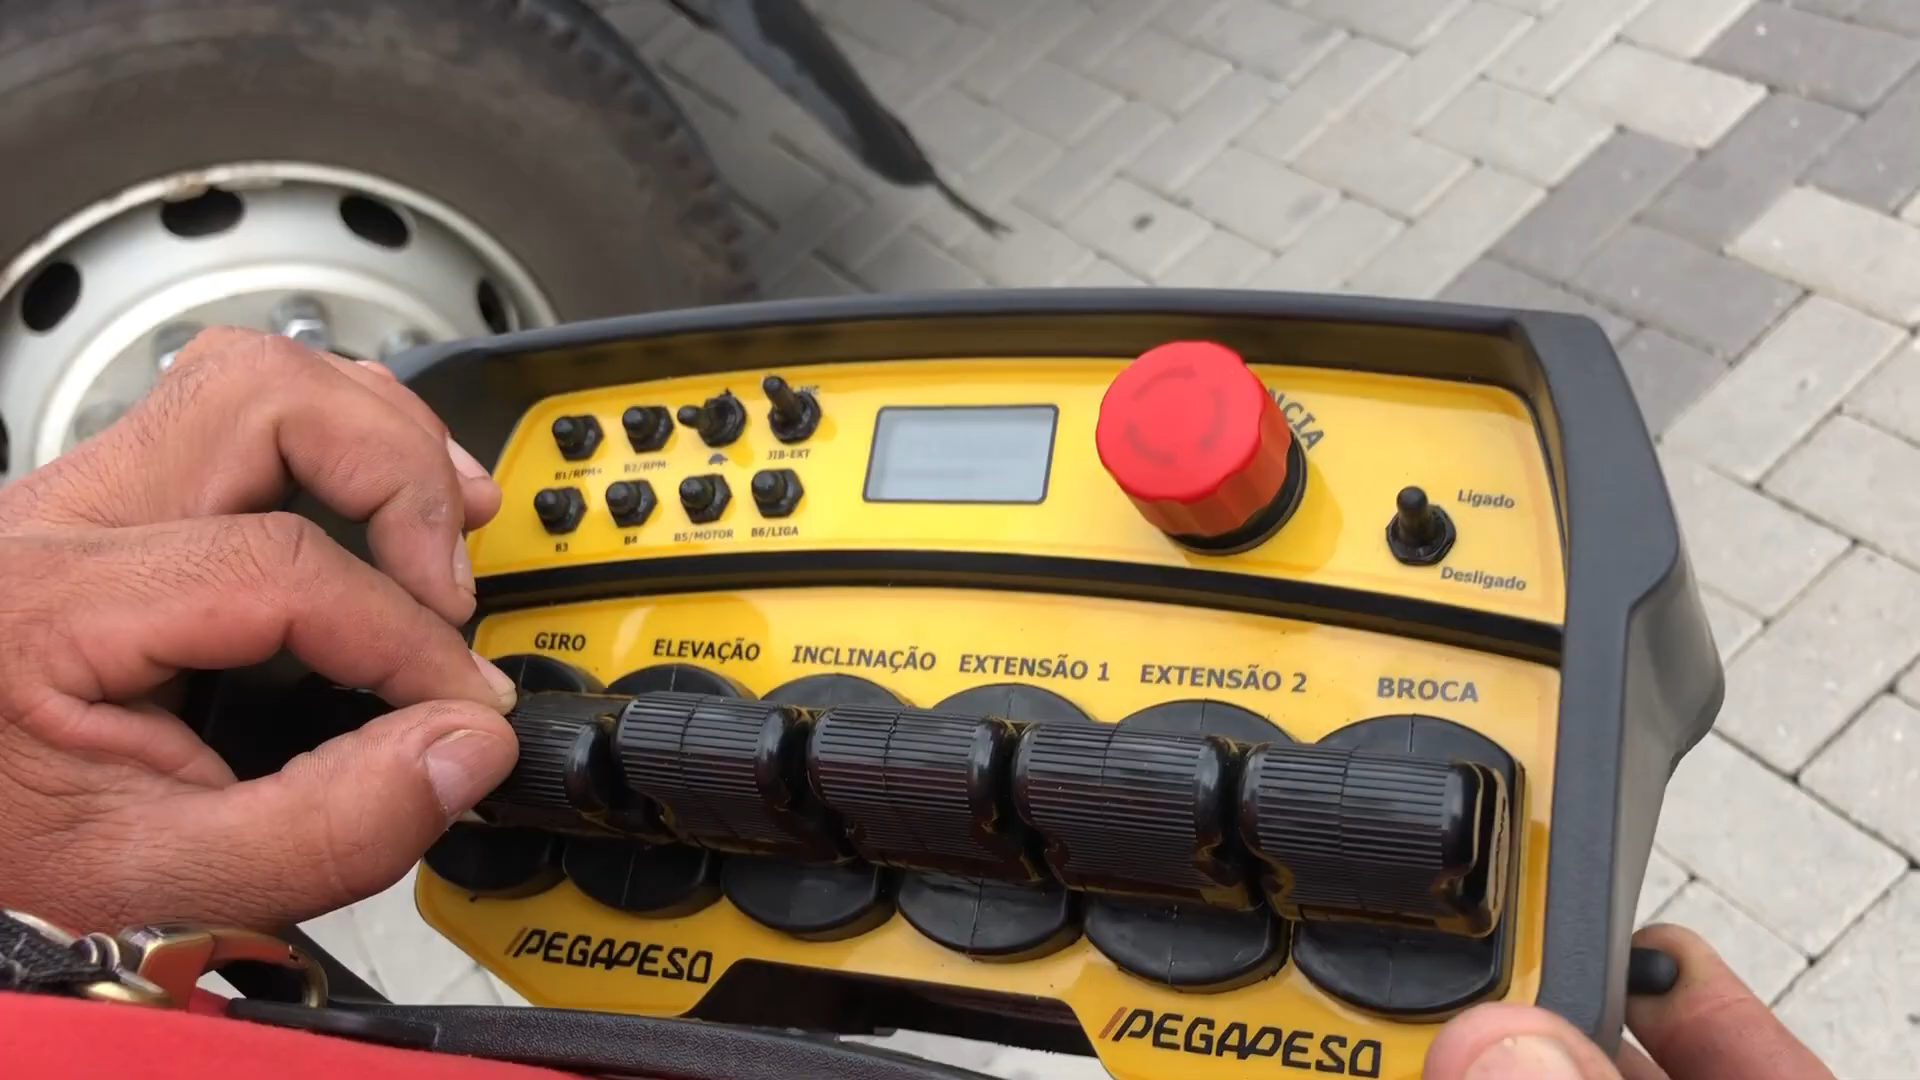 B1/RPM+ B2/RPM- JIB-EXT
B3 B4 B5/MOTOR B6/LIGA
NCIA
Ligado
Desligado
GIRO ELEVAÇÃO INCLINAÇÃO EXTENSÃO 1 EXTENSÃO 2 BROCA
PEGAPESO
PEGAPESO